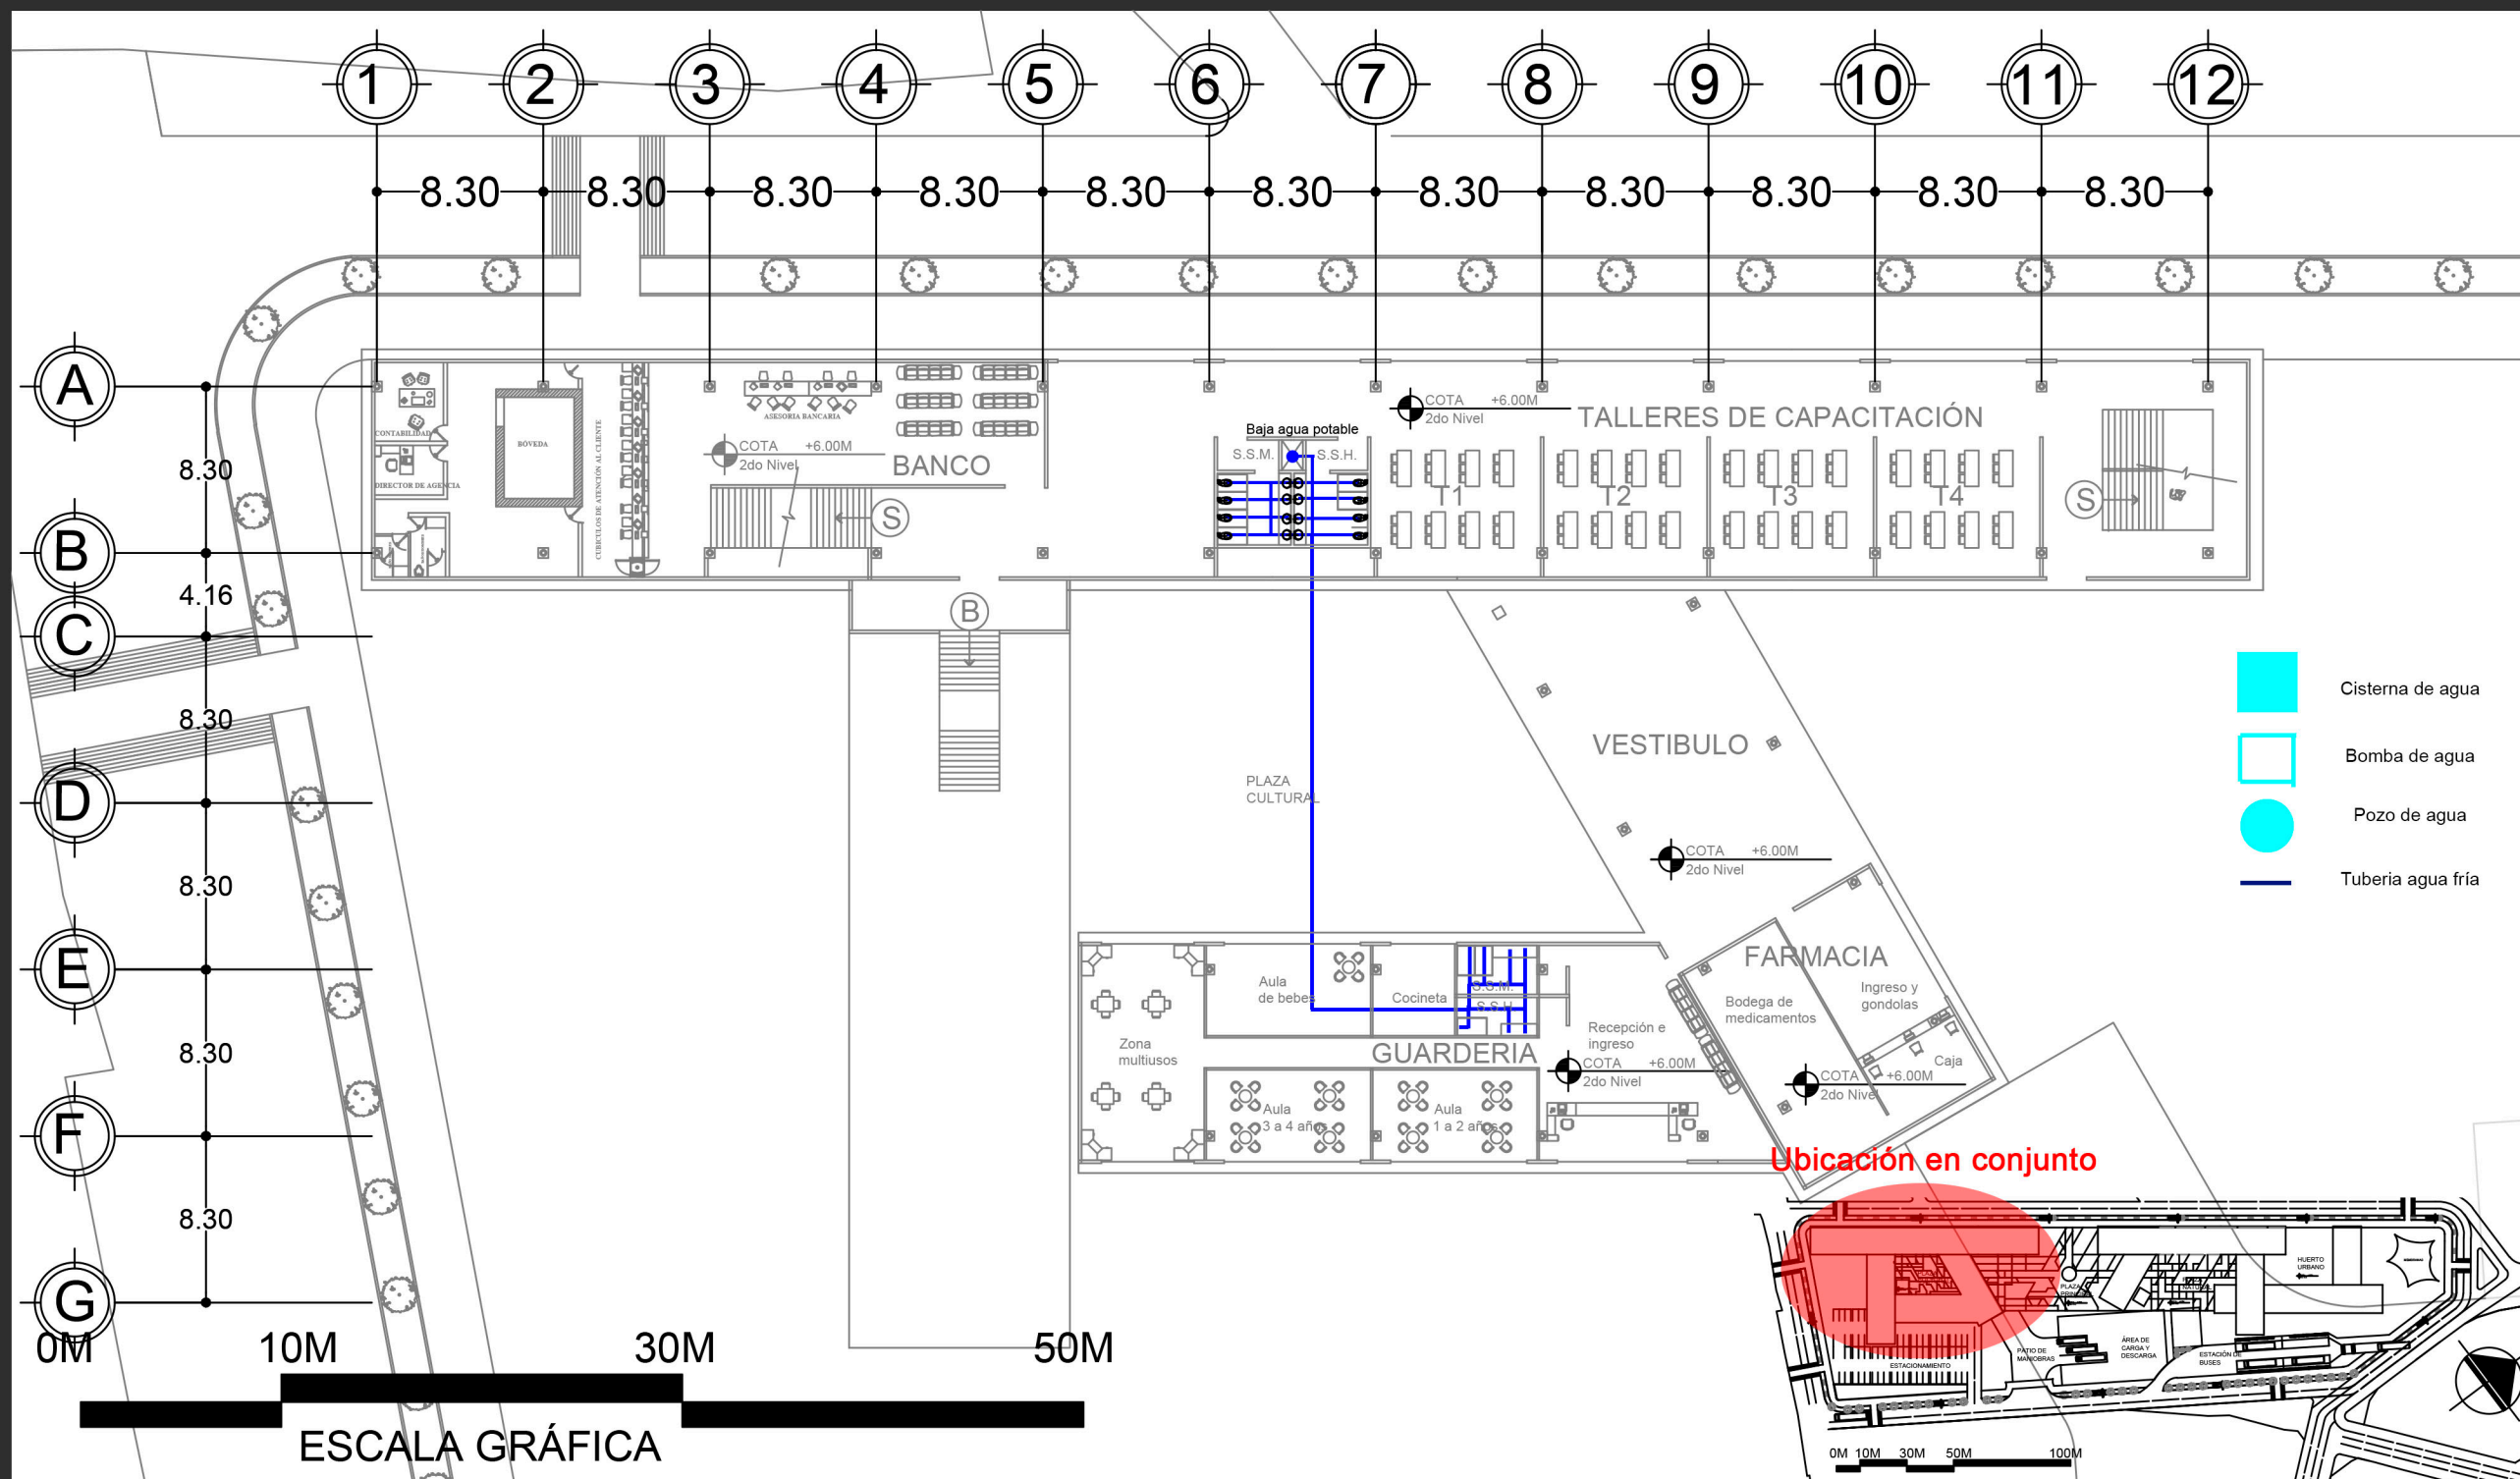 1 2 3 4 5 6 7 8 9 10 11 12
8.30 8.30 8.30 8.30 8.30 8.30 8.30 8.30 8.30 8.30 8.30
A
B
C
D
E
F
G
8.30
4.16
8.30
8.30
8.30
8.30
CONTABILIDAD
DIRECTOR DE AGENCIA
BÓVEDA
CUBICULOS DE ATENCIÓN AL CLIENTE
ASESORIA BANCARIA
COTA +6.00M
2do Nivel
BANCO
S
B
Baja agua potable
S.S.M.
S.S.H.
COTA +6.00M
2do Nivel
TALLERES DE CAPACITACIÓN
T1
T2
T3
T4
S
PLAZA
CULTURAL
VESTIBULO
COTA +6.00M
2do Nivel
Cisterna de agua
Bomba de agua
Pozo de agua
Tuberia agua fría
Aula
de bebes
Cocineta
S.S.M.
S.S.H.
Zona
multiusos
GUARDERIA
Recepción e
ingreso
COTA +6.00M
2do Nivel
Aula
3 a 4 años
Aula
1 a 2 años
FARMACIA
Bodega de
medicamentos
Ingreso y
gondolas
Caja
COTA +6.00M
2do Nivel
Ubicación en conjunto
HUERTO
URBANO
PLAZA
ESTACIONAMIENTO
PATIO DE
MANIOBRAS
ÁREA DE
CARGA Y
DESCARGA
ESTACIÓN DE
BUSES
0M 10M 30M 50M 100M
0M 10M 30M 50M
ESCALA GRÁFICA